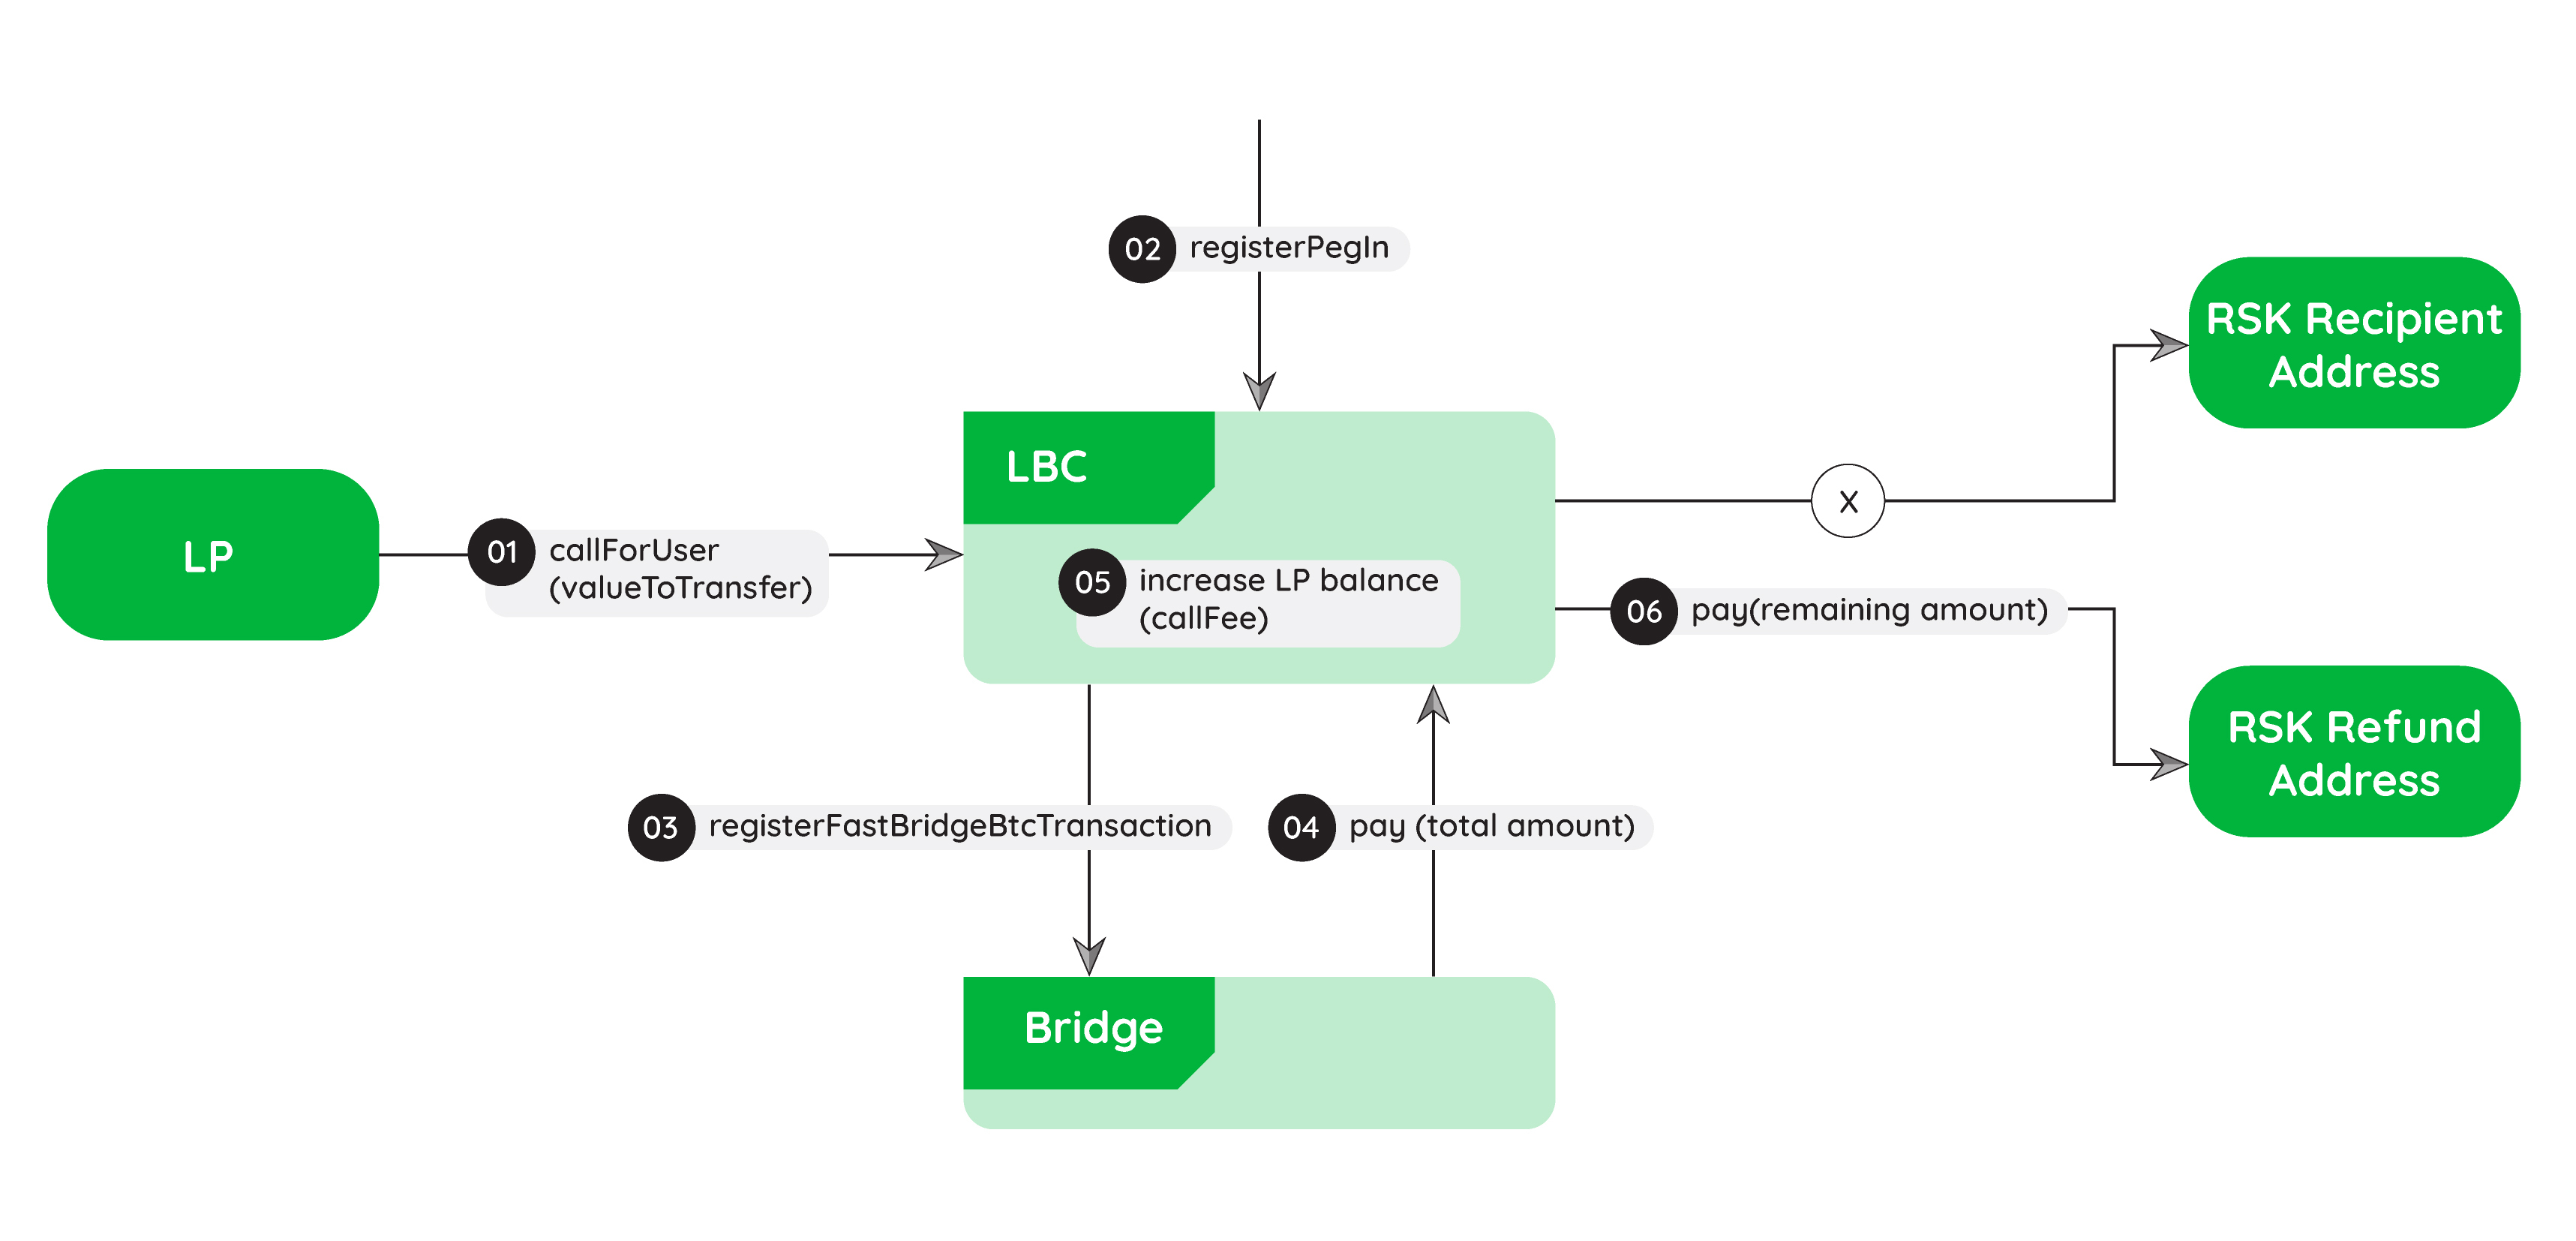 02 registerPegIn
RSK Recipient
Address
LBC
X
LP
01 callForUser
(valueToTransfer)
05 increase LP balance
(callFee)
06 pay(remaining amount)
RSK Refund
Address
03 registerFastBridgeBtcTransaction
04 pay (total amount)
Bridge